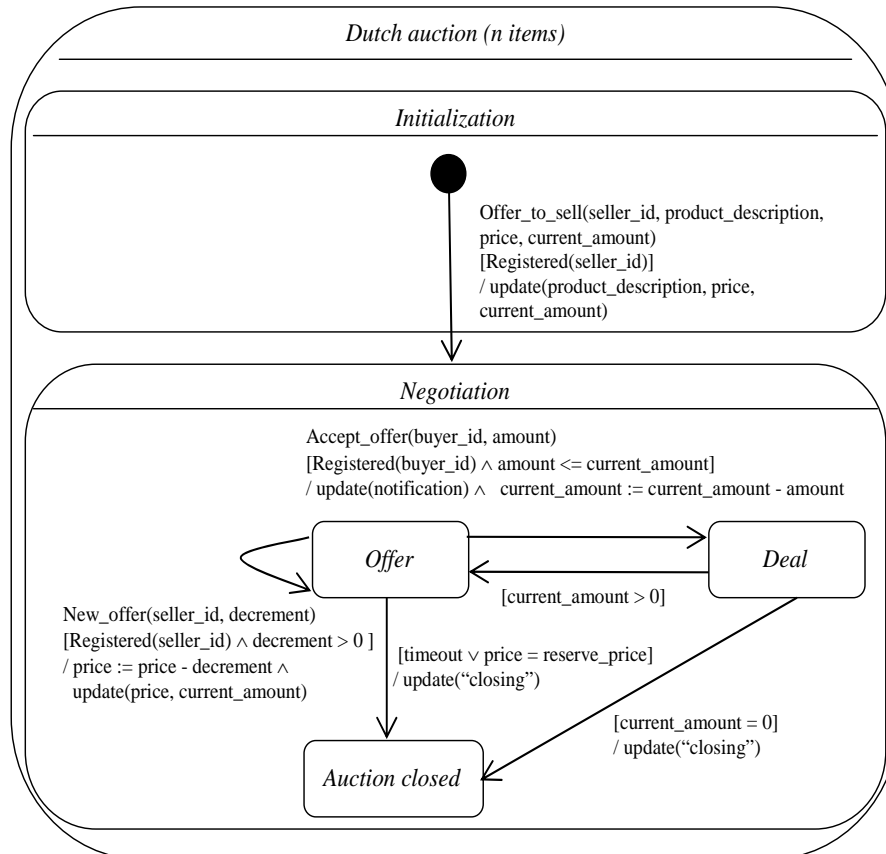 Dutch auction (n items)
Initialization
Offer_to_sell(seller_id, product_description,
price, current_amount)
[Registered(seller_id)]
/ update(product_description, price,
current_amount)
Negotiation
Accept_offer(buyer_id, amount)
[Registered(buyer_id) ∧ amount <= current_amount]
/ update(notification) ∧ current_amount := current_amount - amount
Offer
Deal
[current_amount > 0]
New_offer(seller_id, decrement)
[Registered(seller_id) ∧ decrement > 0 ]
/ price := price - decrement ∧
update(price, current_amount)
[timeout ∨ price = reserve_price]
/ update(“closing”)
[current_amount = 0]
/ update(“closing”)
Auction closed